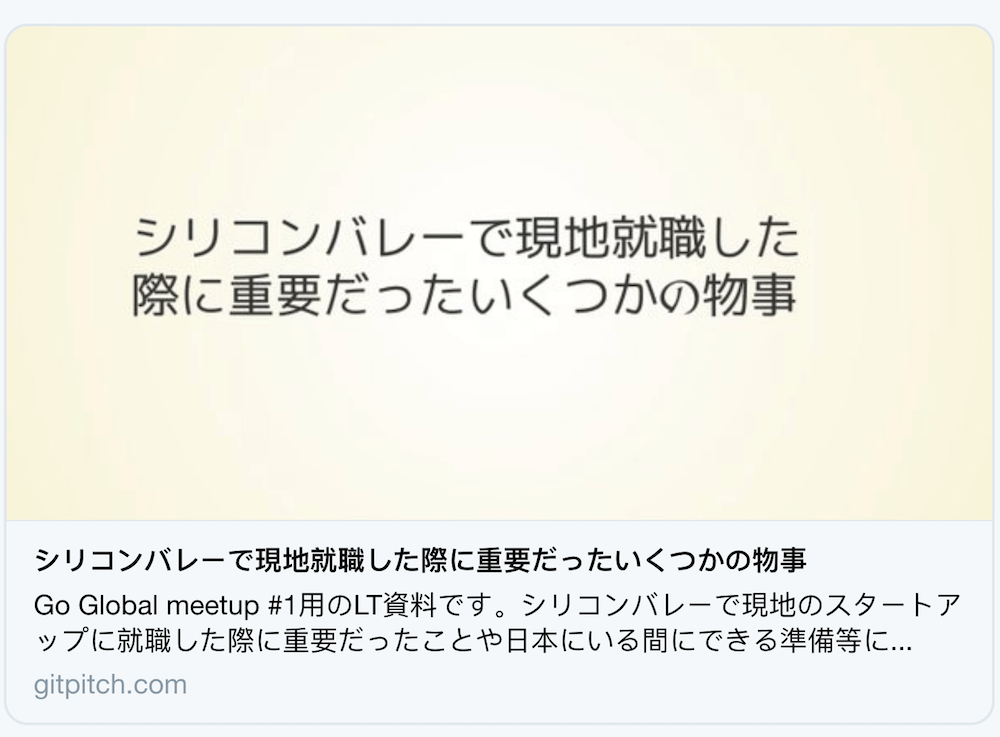 シリコンバレーで現地就職した
際に重要だったいくつかの物事
シリコンバレーで現地就職した際に重要だったいくつかの物事
Go Global meetup #1用のLT資料です。シリコンバレーで現地のスタートア
ップに就職した際に重要だったことや日本にいる間にできる準備等に...
gitpitch.com